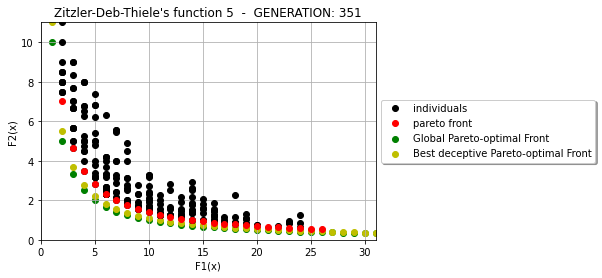 Zitzler-Deb-Thiele's function 5 - GENERATION: 351
10
8
6
4
2
0
F2(x)
0 5 10 15 20 25 30
F1(x)
individuals
pareto front
Global Pareto-optimal Front
Best deceptive Pareto-optimal Front